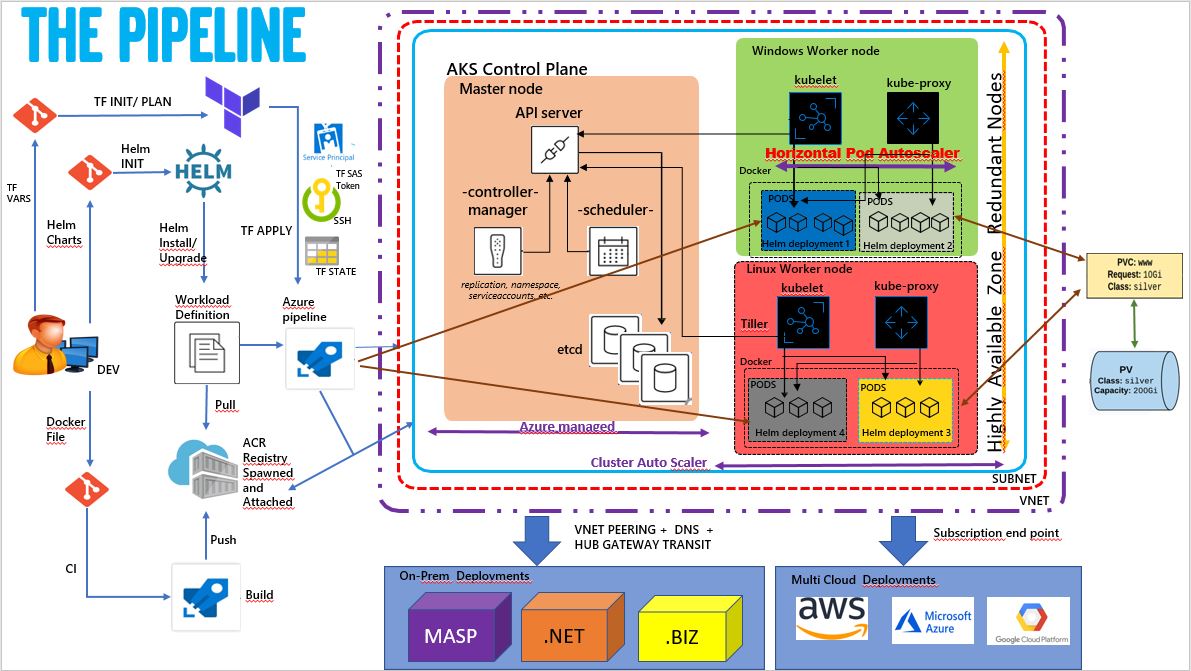 THE PIPELINE
TF INIT/ PLAN
Helm
INIT
HELM
TF
VARS
Helm
Charts
Helm
Install/
Upgrade
TF APPLY
Service Principal
TF SAS
Token
SSH
TF STATE
Workload
Definition
Azure
pipeline
DEV
Docker
File
Pull
ACR
Registry
Spawned
and
Attached
Push
CI
Build
AKS Control Plane
Master node
API server
-controller-
manager
-scheduler-
replication, namespace,
serviceaccounts, etc.
etcd
Azure managed
Cluster Auto Scaler
Windows Worker node
kubelet
kube-proxy
Horizontal Pod Autoscaler
Docker
PODS
Helm deployment 1
PODS
Helm deployment 2
Linux Worker node
kubelet
kube-proxy
Tiller
Docker
PODS
Helm deployment 4
PODS
Helm deployment 3
Highly Available Zone Redundant Nodes
SUBNET
VNET
PVC: www
Request: 10Gi
Class: silver
PV
Class: silver
Capacity: 200Gi
VNET PEERING + DNS +
HUB GATEWAY TRANSIT
Subscription end point
On-Prem Deployments
MASP
.NET
.BIZ
Multi Cloud Deployments
aws
Microsoft
Azure
Google Cloud Platform